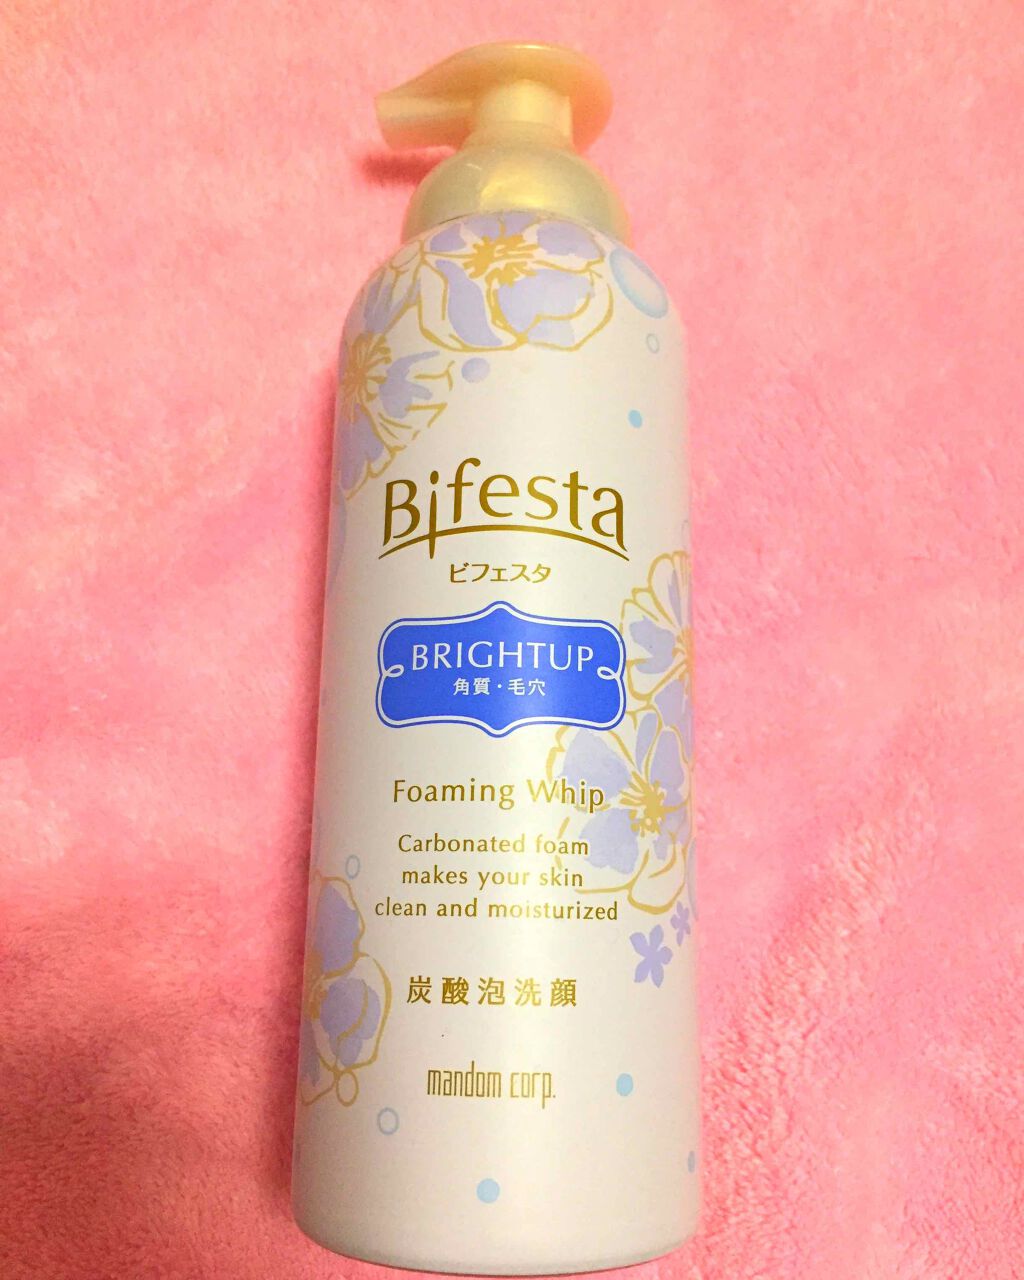 Bifesta
ビフェスタ
BRIGHTUP
角質・毛穴
Foaming Whip
Carbonated foam
makes your skin
clean and moisturized
炭酸泡洗顔
mandom corp.